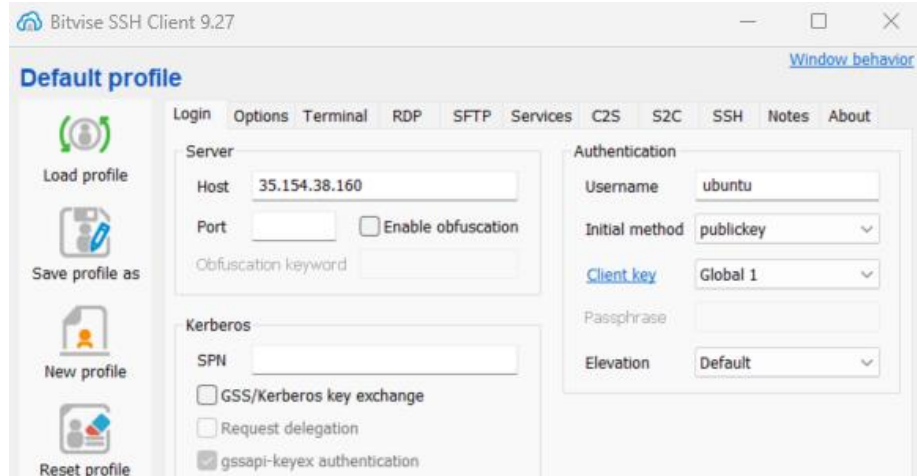 Bitvise SSH Client 9.27
Window behavior
Default profile
Load profile
Save profile as
New profile
Reset profile
Login Options Terminal RDP SFTP Services C2S S2C SSH Notes About
Server
Host 35.154.38.160
Port Enable obfuscation
Obfuscation keyword
Kerberos
SPN
GSS/Kerberos key exchange
Request delegation
gssapi-keyex authentication
Authentication
Username ubuntu
Initial method publickey
Client key Global 1
Passphrase
Elevation Default